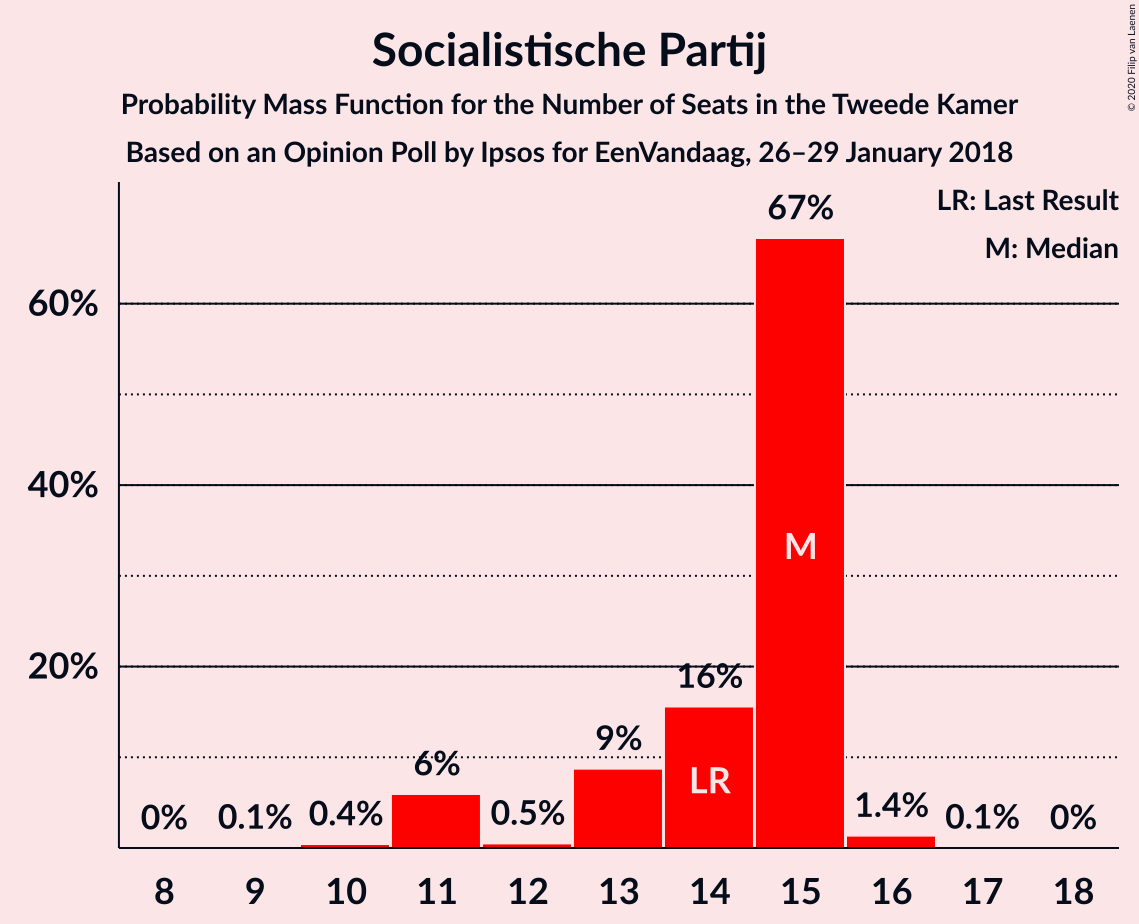 Socialistische Partij
Probability Mass Function for the Number of Seats in the Tweede Kamer
Based on an Opinion Poll by Ipsos for EenVandaag, 26–29 January 2018
© 2020 Filip van Laenen
LR: Last Result
M: Median
60%
40%
20%
0%
0.1%
0.4%
6%
0.5%
9%
16%
67%
1.4%
0.1%
0%
LR
M
8 9 10 11 12 13 14 15 16 17 18